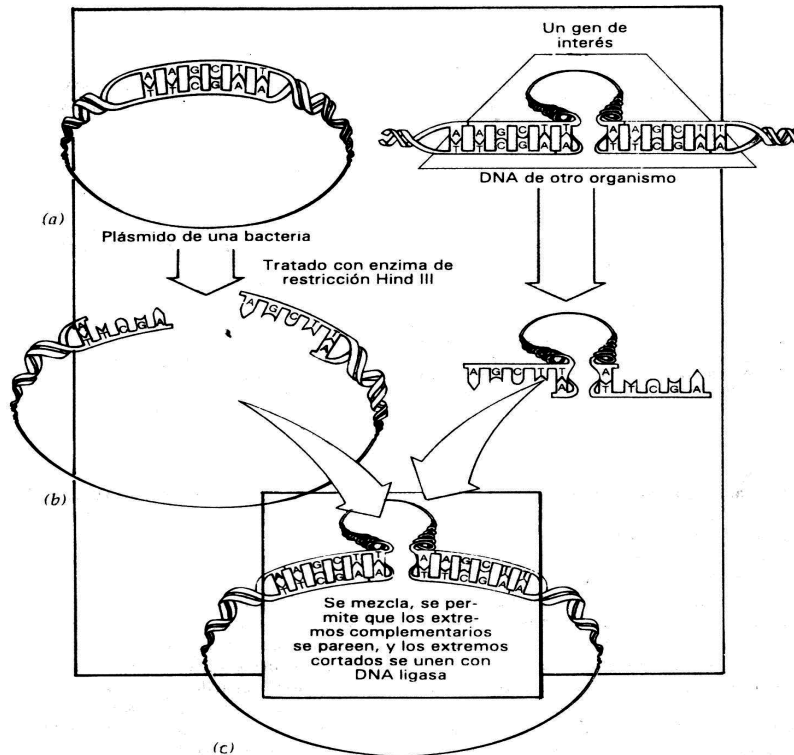 Un gen de
interés
A A G C T T
T T C G A A
A A G C T T A A G C T T
T T C G A A T T C G A A
DNA de otro organismo
(a)
Plásmido de una bacteria
Tratado con enzima de
restricción Hind III
A G C T T
A
A G C T T A
A T
(b)
A A G C T T A A G C T T
T T C G A A T T C G A A
Se mezcla, se per-
mite que los extre-
mos complementarios
se pareen, y los extremos
cortados se unen con
DNA ligasa
(c)